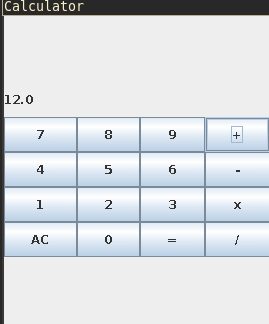 Calculator
12.0
7 8 9 +
4 5 6 -
1 2 3 x
AC 0 = /